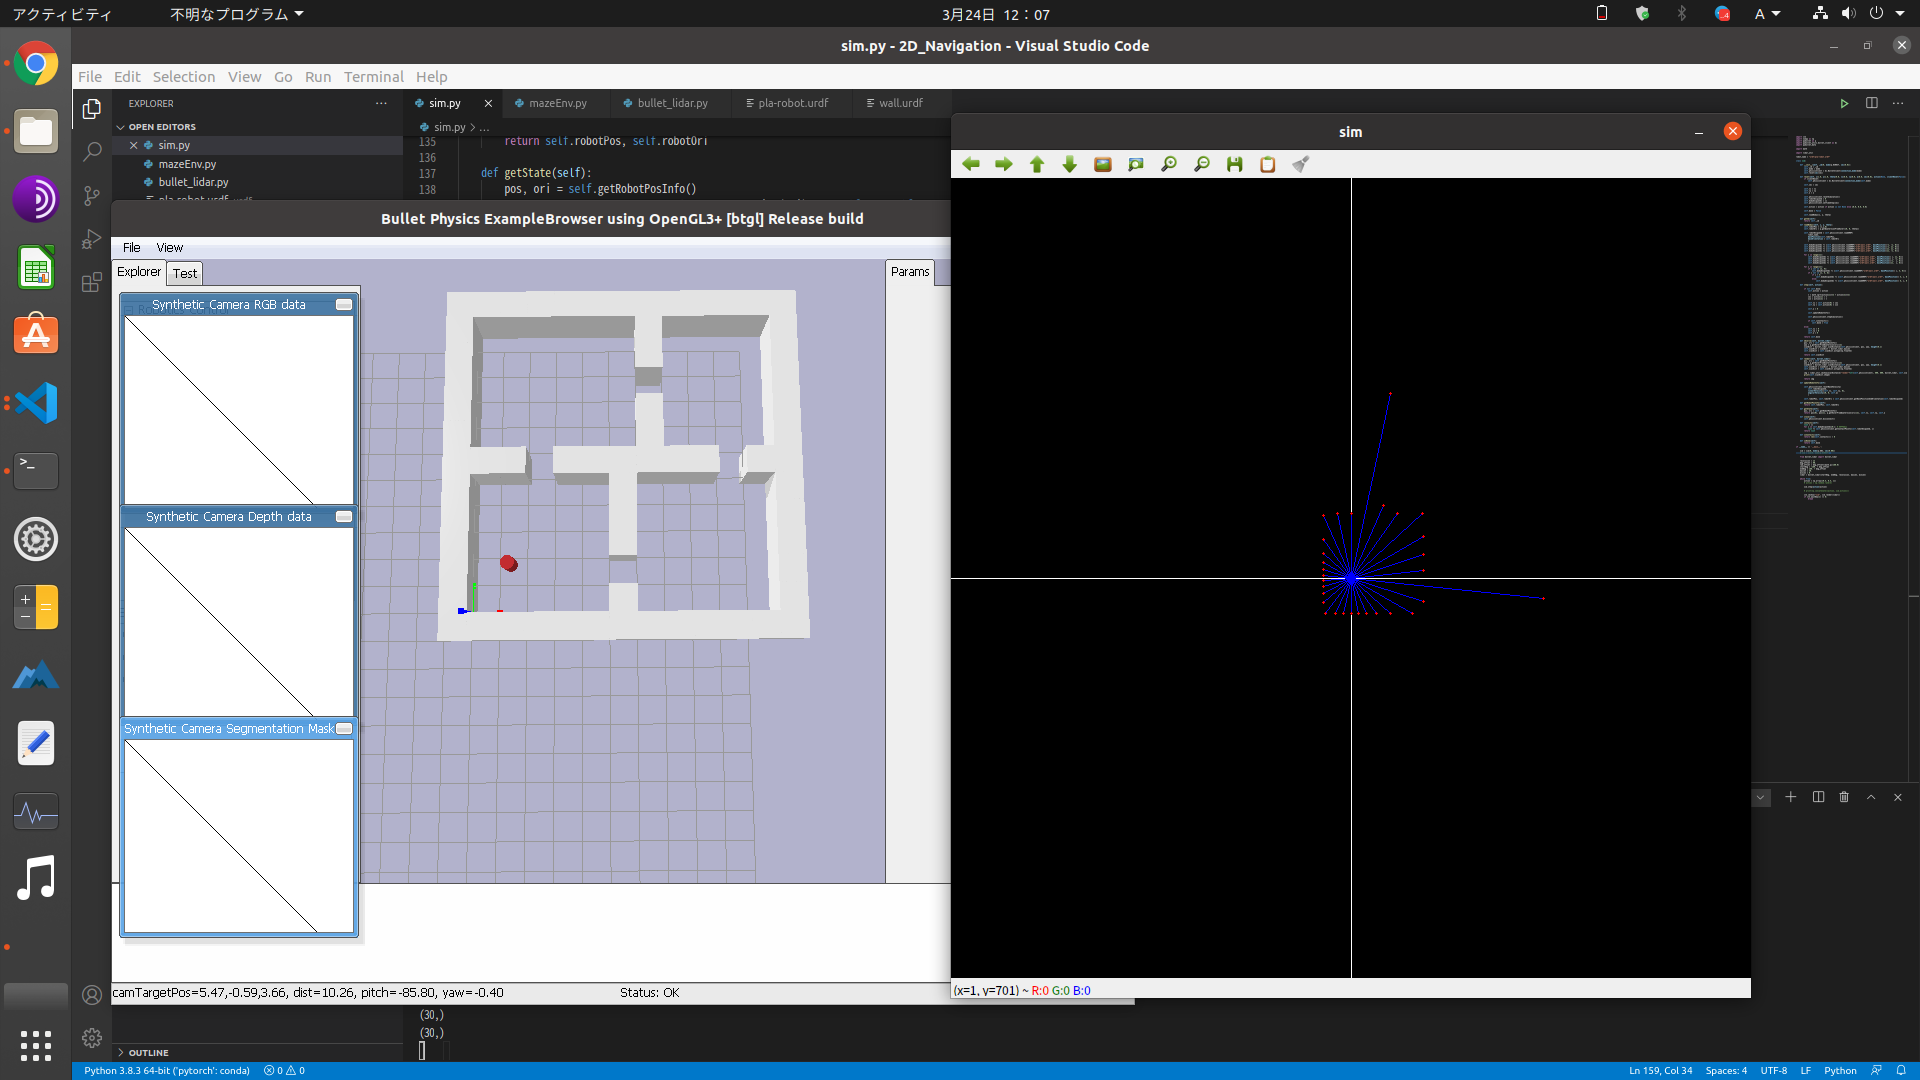 アクティビティ
不明なプログラム
3月24日 12：07
A
sim.py - 2D_Navigation - Visual Studio Code
File Edit Selection View Go Run Terminal Help
EXPLORER
sim.py
mazeEnv.py
bullet_lidar.py
pla-robot.urdf
wall.urdf
OPEN EDITORS
sim.py > ...
sim.py
mazeEnv.py
bullet_lidar.py
135 return self.robotPos, self.robotOri
136
137 def getState(self):
138 pos, ori = self.getRobotPosInfo()
Bullet Physics ExampleBrowser using OpenGL3+ [btgl] Release build
File View
Explorer Test
Params
Synthetic Camera RGB data
Synthetic Camera Depth data
Synthetic Camera Segmentation Mask
camTargetPos=5.47,-0.59,3.66, dist=10.26, pitch=-85.80, yaw=-0.40
Status: OK
sim
(x=1, y=701) ~ R:0 G:0 B:0
(30,)
(30,)
OUTLINE
Python 3.8.3 64-bit ('pytorch': conda)
0 0
Ln 159, Col 34
Spaces: 4
UTF-8
LF
Python